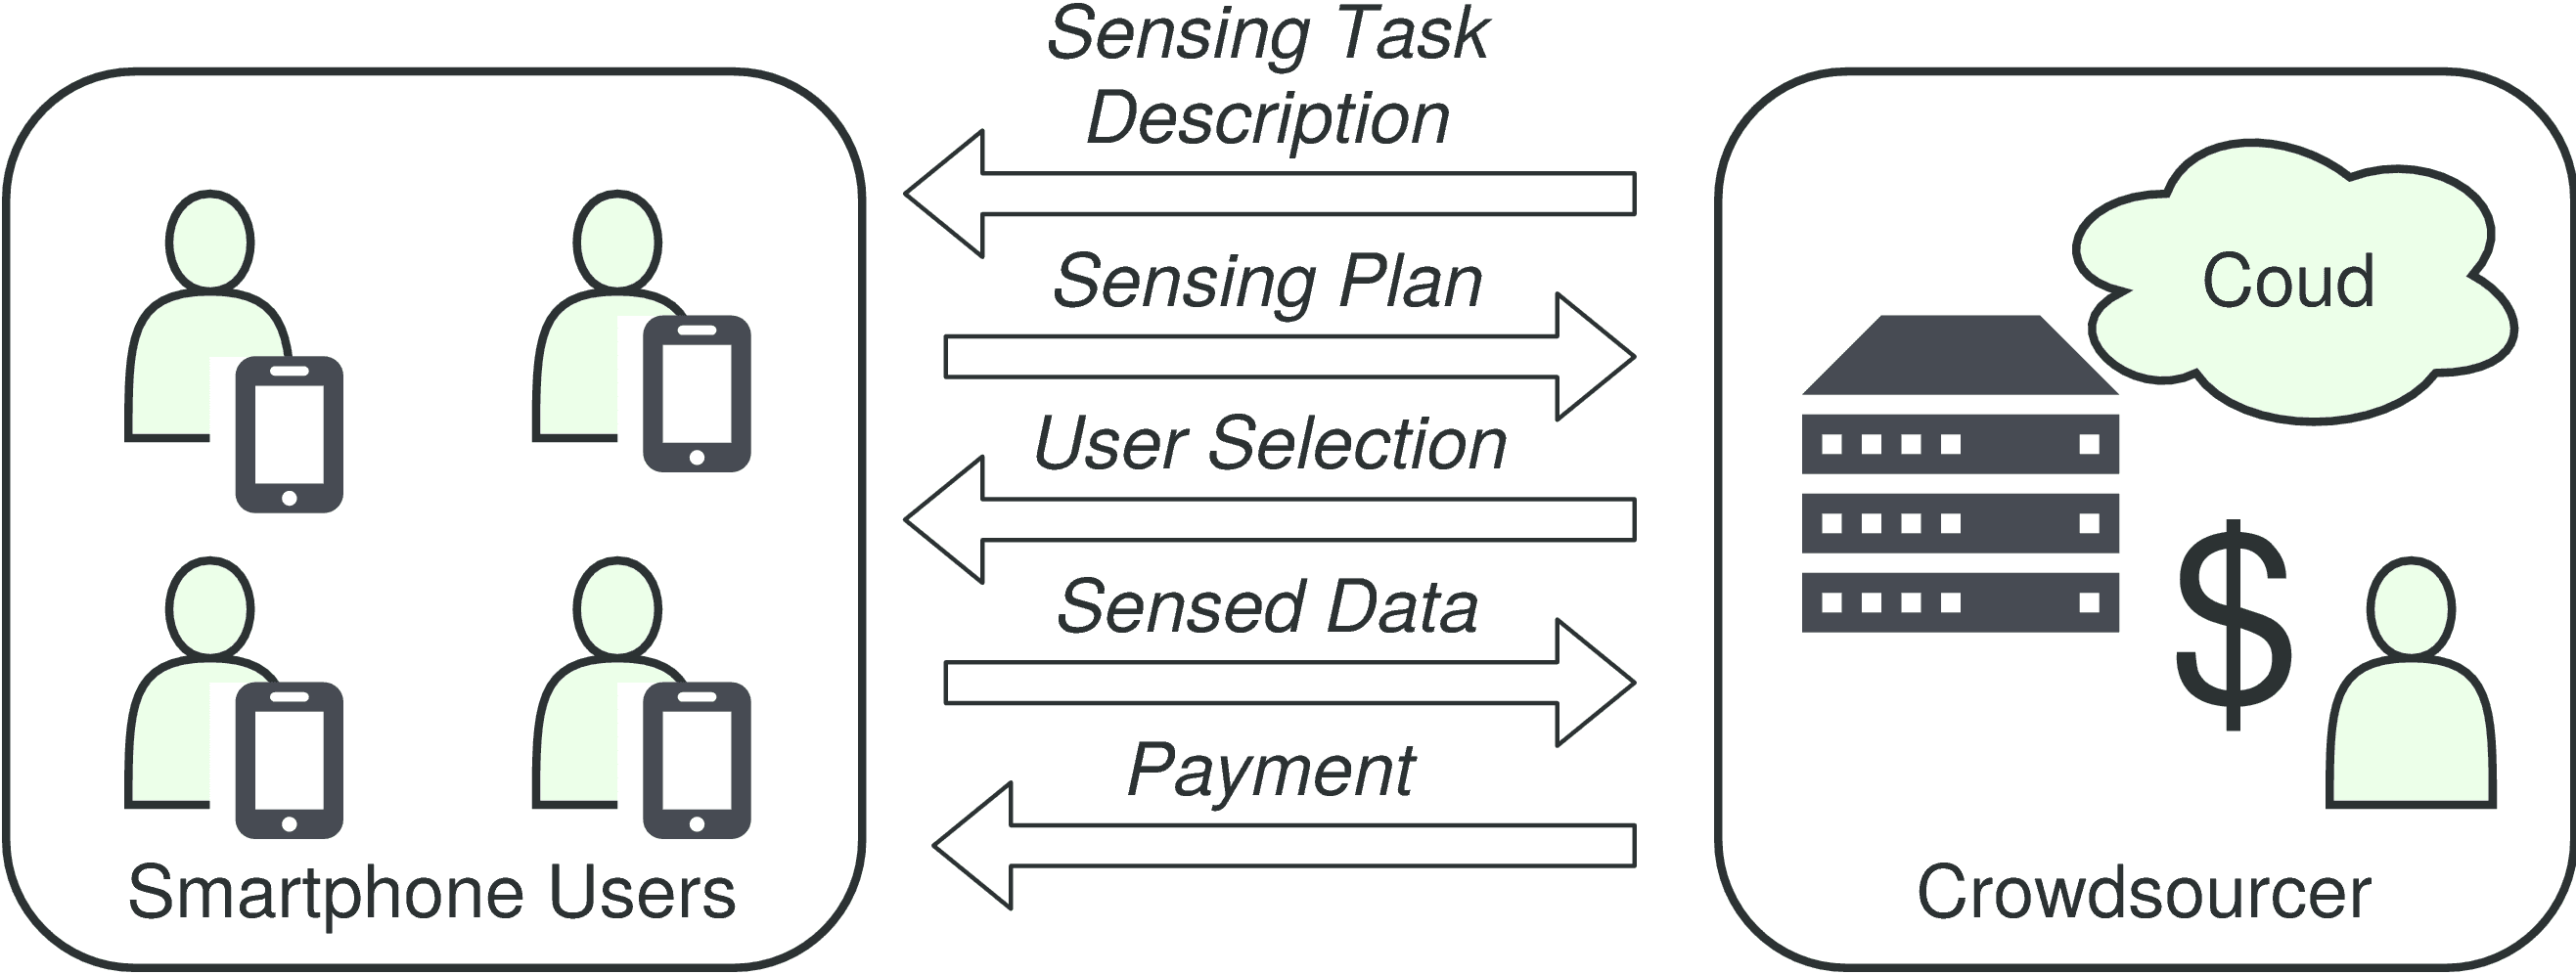 Sensing Task
Description
Sensing Plan
User Selection
Sensed Data
Payment
Smartphone Users
Coud
$
Crowdsourcer